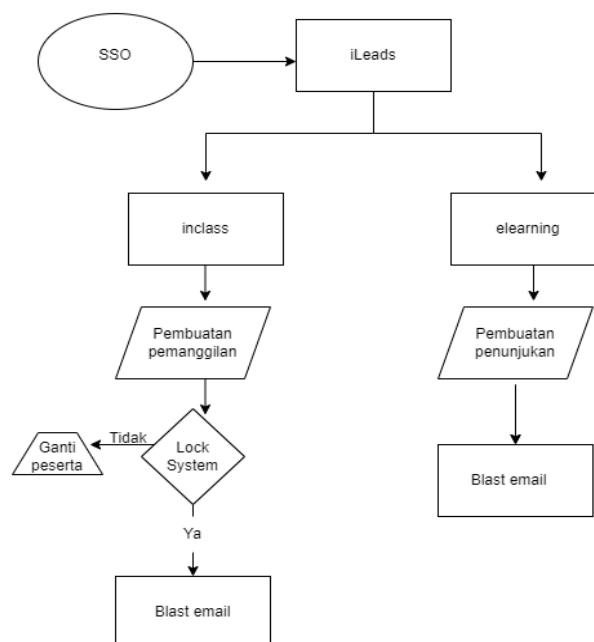 SSO
iLeads
inclass
elearning
Pembuatan
pemanggilan
Pembuatan
penunjukan
Ganti
peserta
Tidak
Lock
System
Blast email
Ya
Blast email